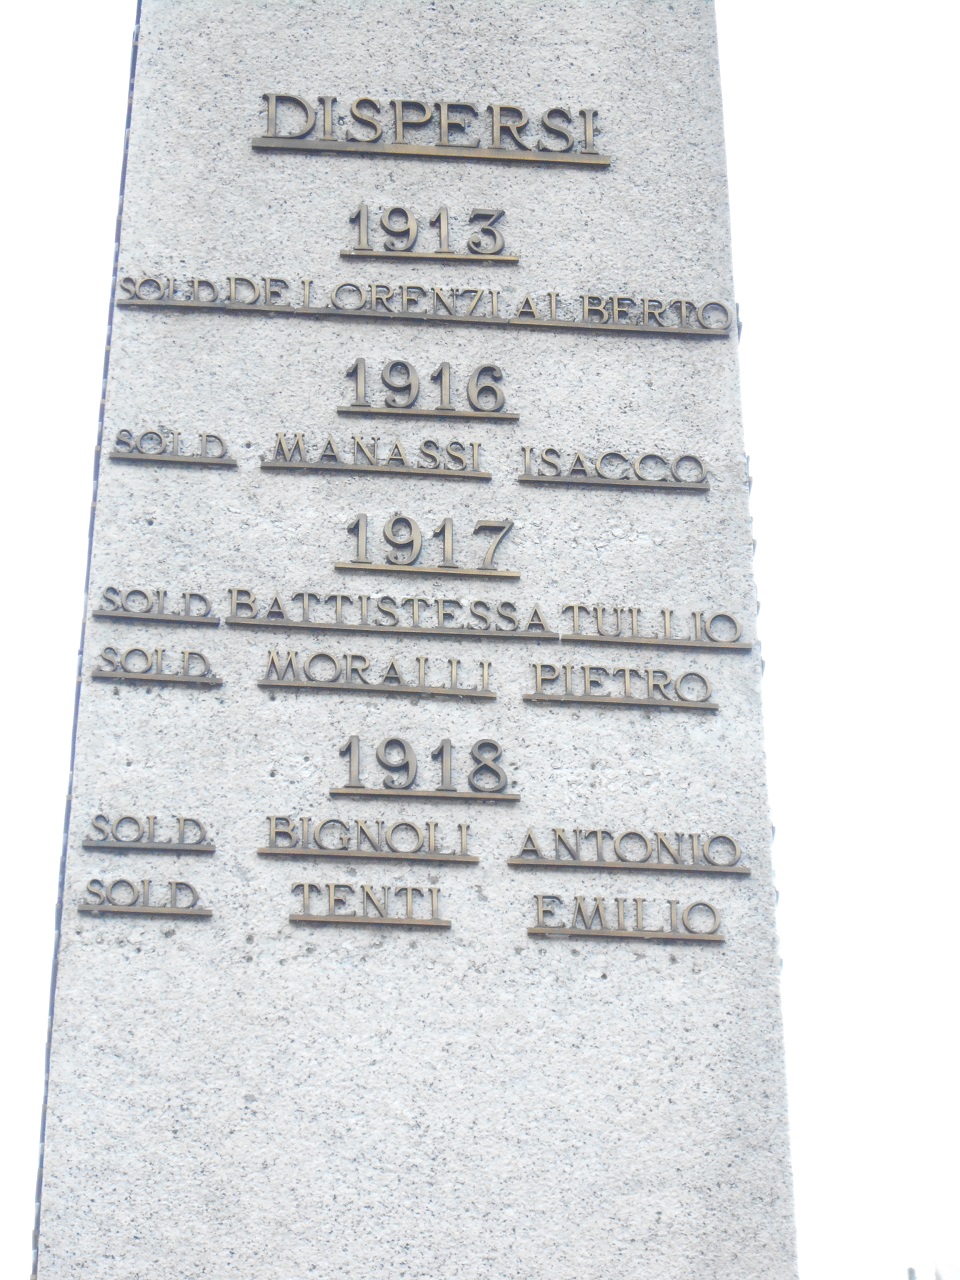 DISPERSI
1913
SOLD DE LORENZI ALBERTO
1916
SOLD MANASSI ISACCO
1917
SOLD BATTISTESSA TULLIO
SOLD MORALLI PIETRO
1918
SOLD BIGNOLI ANTONIO
SOLD TENTI EMILIO